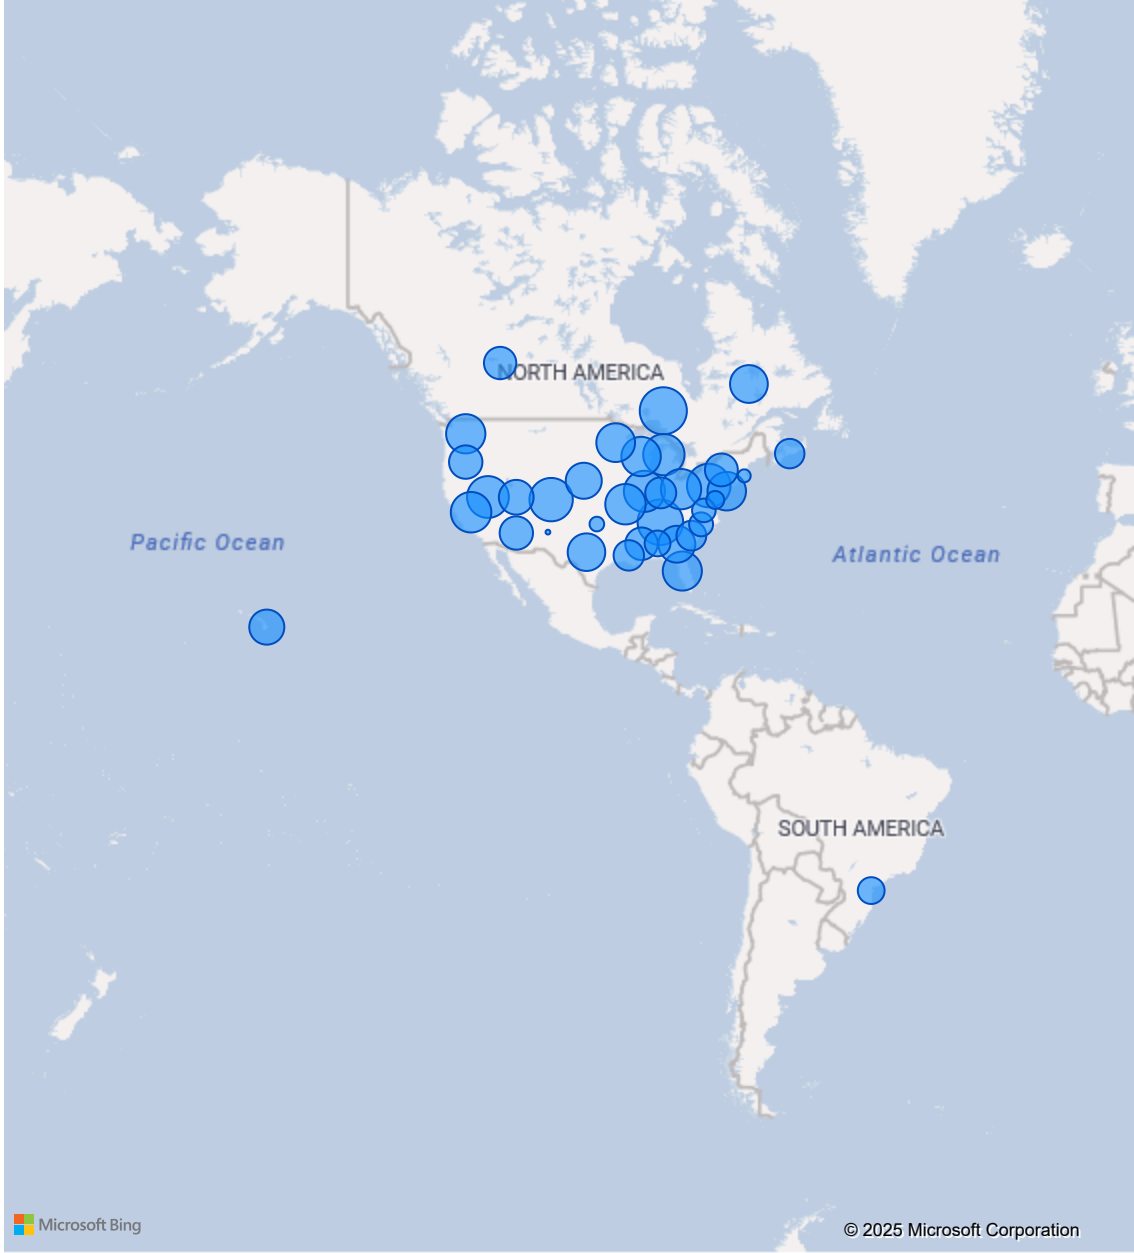 NORTH AMERICA
Pacific Ocean
Atlantic Ocean
SOUTH AMERICA
Microsoft Bing
© 2025 Microsoft Corporation